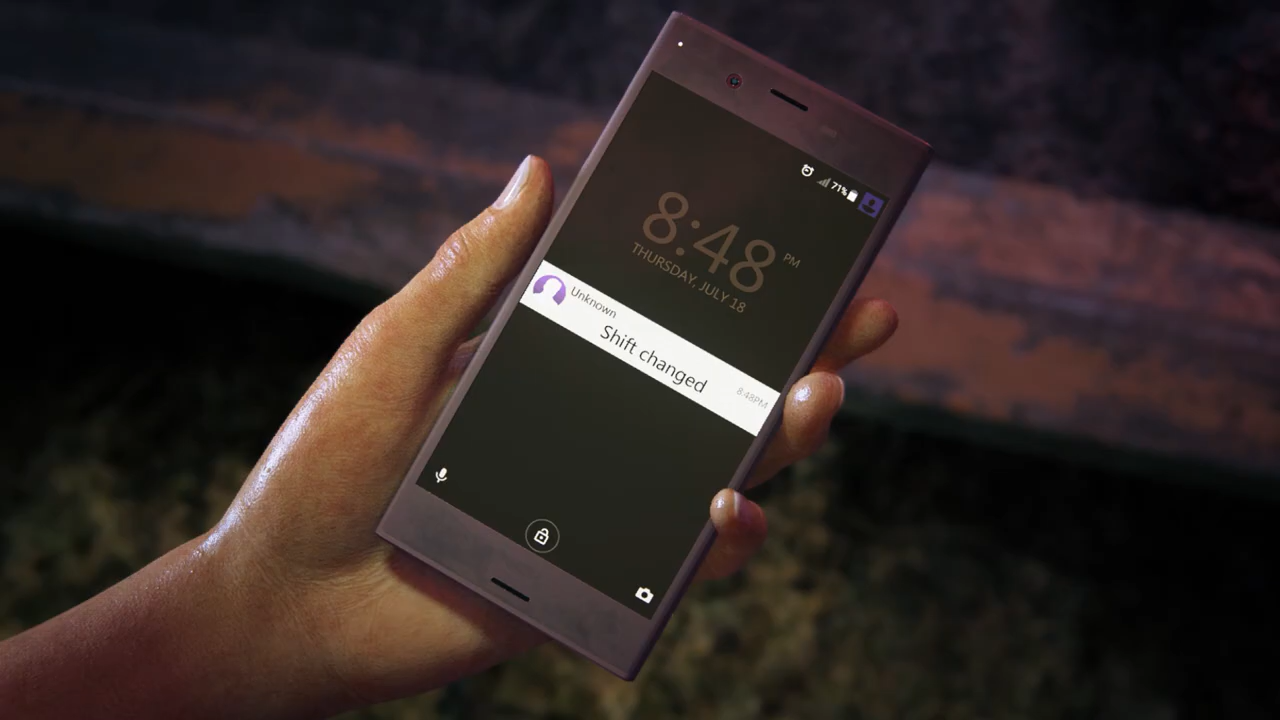 71%
8:48 PM
THURSDAY, JULY 18
Unknown
Shift changed
8:48PM